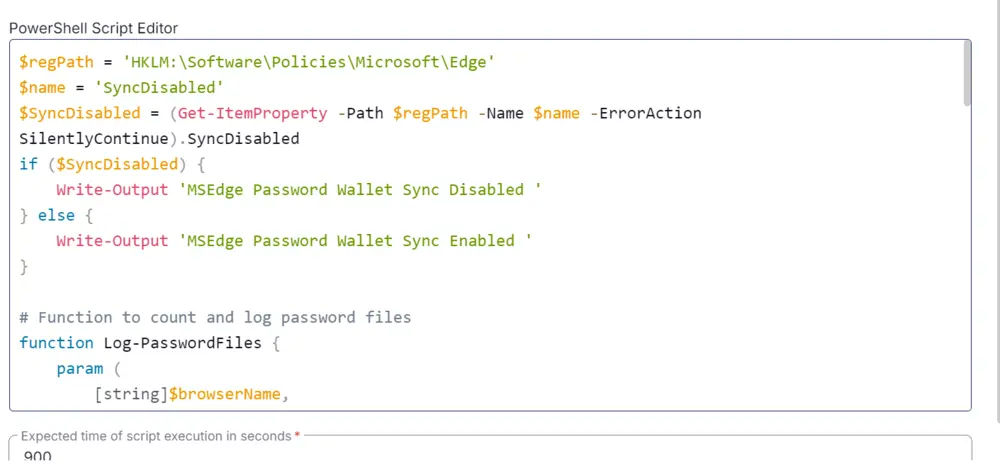 PowerShell Script Editor
$regPath = 'HKLM:\Software\Policies\Microsoft\Edge'
$name = 'SyncDisabled'
$SyncDisabled = (Get-ItemProperty -Path $regPath -Name $name -ErrorAction
SilentlyContinue).SyncDisabled
if ($SyncDisabled) {
    Write-Output 'MSEdge Password Wallet Sync Disabled '
} else {
    Write-Output 'MSEdge Password Wallet Sync Enabled '
}

# Function to count and log password files
function Log-PasswordFiles {
    param (
        [string]$browserName,
Expected time of script execution in seconds *
900